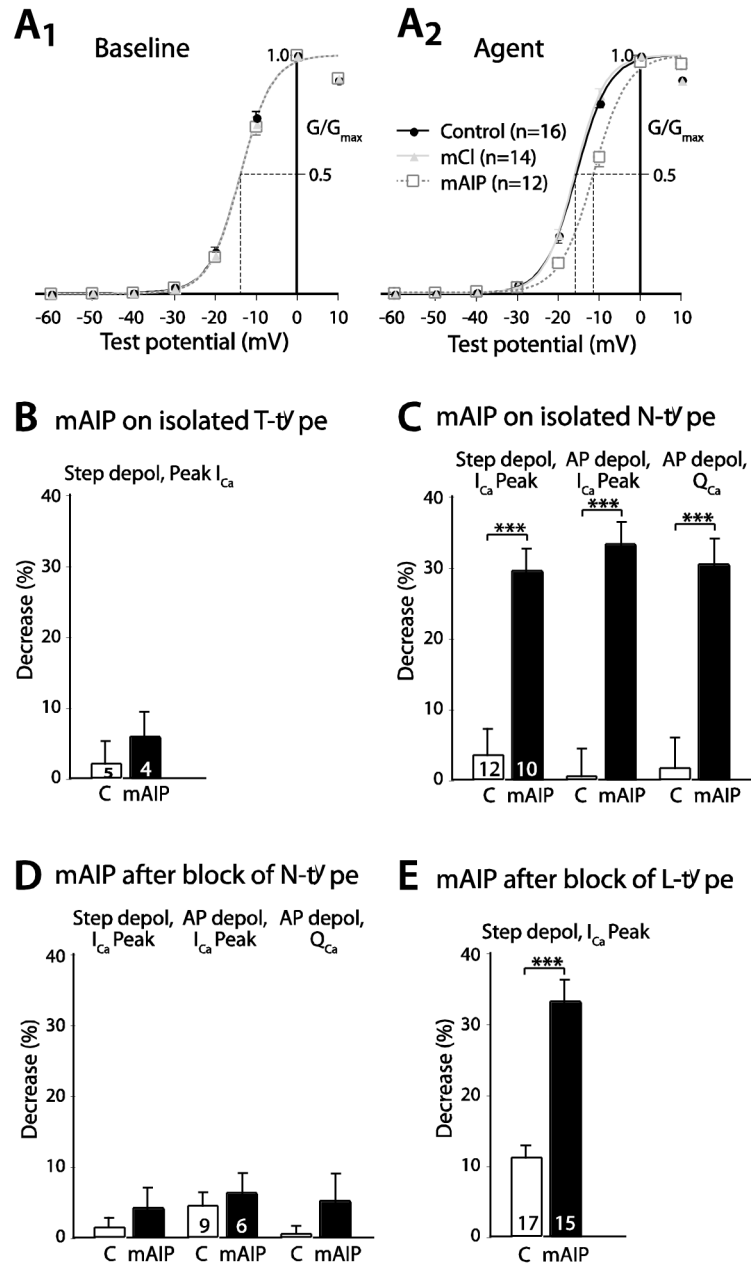 A1 Baseline
1.0
G/Gmax
0.5
-60 -50 -40 -30 -20 -10 0 10
Test potential (mV)
A2 Agent
1.0
Control (n=16)
mCl (n=14)
mAIP (n=12)
G/Gmax
0.5
-60 -50 -40 -30 -20 -10 0 10
Test potential (mV)
B mAIP on isolated T-type
Step depol, Peak ICa
40
30
20
10
0
Decrease (%)
5 4
C mAIP
C mAIP on isolated N-type
Step depol,
ICa Peak
AP depol,
ICa Peak
AP depol,
QCa
40
30
20
10
0
Decrease (%)
*** *** ***
12 10
C mAIP C mAIP C mAIP
D mAIP after block of N-type
Step depol,
ICa Peak
AP depol,
ICa Peak
AP depol,
QCa
40
30
20
10
0
Decrease (%)
9 6
C mAIP C mAIP C mAIP
E mAIP after block of L-type
Step depol, ICa Peak
40
30
20
10
0
Decrease (%)
***
17 15
C mAIP